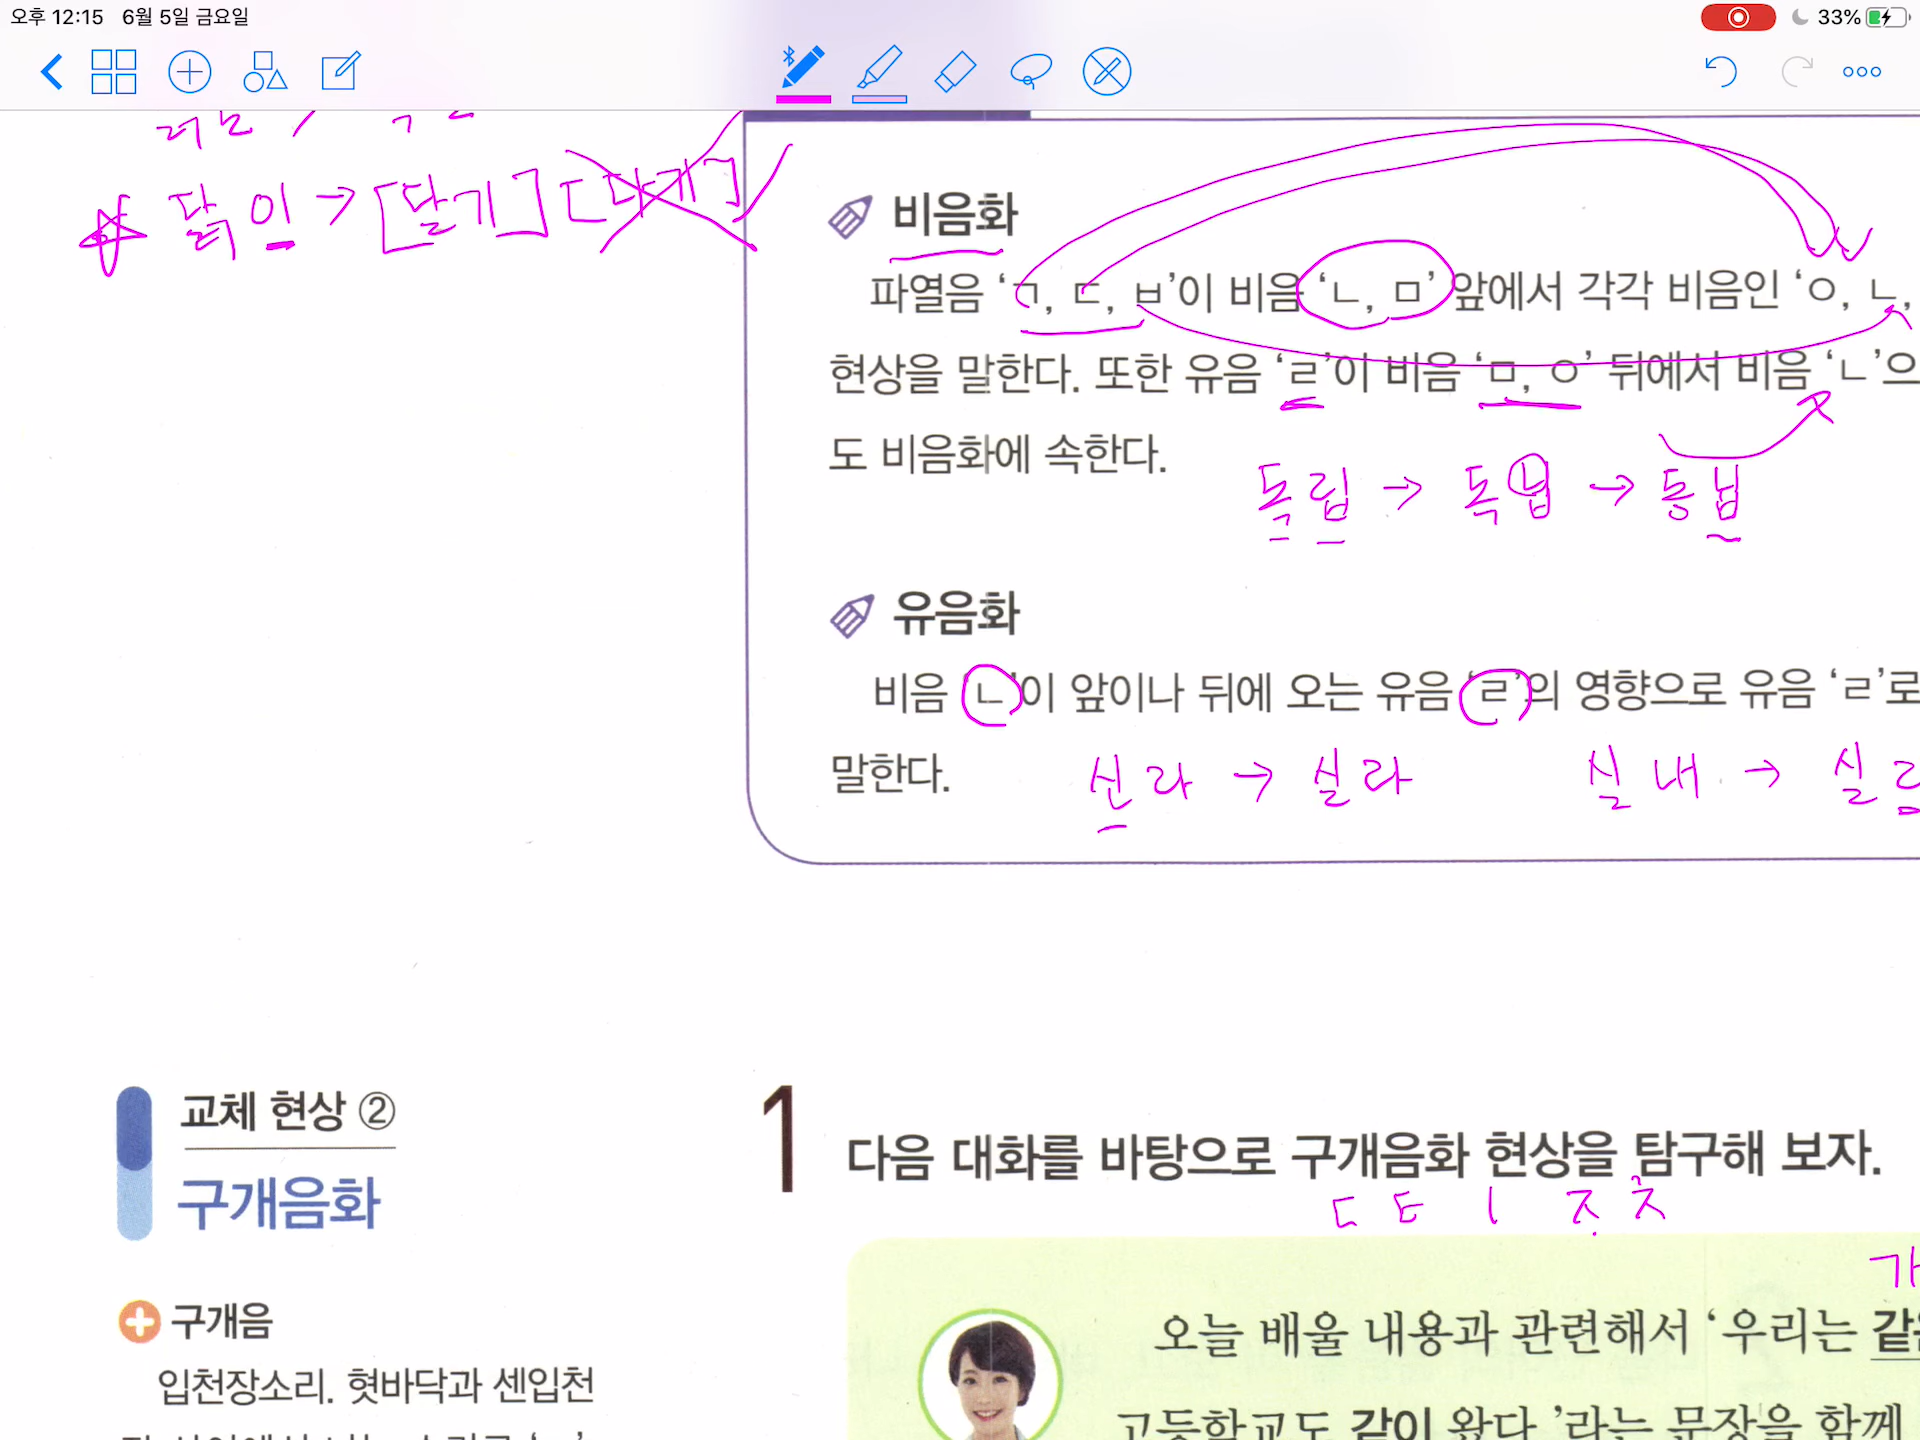 오후 12:15 6월 5일 금요일
33%
닭이 → [달기] [다기]
비음화
파열음 ‘ㄱ, ㄷ, ㅂ’이 비음 ‘ㄴ, ㅁ’ 앞에서 각각 비음인 ‘ㅇ, ㄴ,
현상을 말한다. 또한 유음 ‘ㄹ’이 비음 ‘ㅁ, ㅇ’ 뒤에서 비음 ‘ㄴ’으
도 비음화에 속한다.
독립 → 독닙 → 동닙
유음화
비음 ‘ㄴ’이 앞이나 뒤에 오는 유음 ‘ㄹ’의 영향으로 유음 ‘ㄹ’로
말한다.
신라 → 실라 실내 → 실
교체 현상 ②
구개음화
1 다음 대화를 바탕으로 구개음화 현상을 탐구해 보자.
ㄷ ㅌ ㅣ ㅈ ㅊ
구개음
입천장소리. 혓바닥과 센입천
오늘 배울 내용과 관련해서 ‘우리는 같은
고등학교도 같이 왔다.’라는 문장을 함께